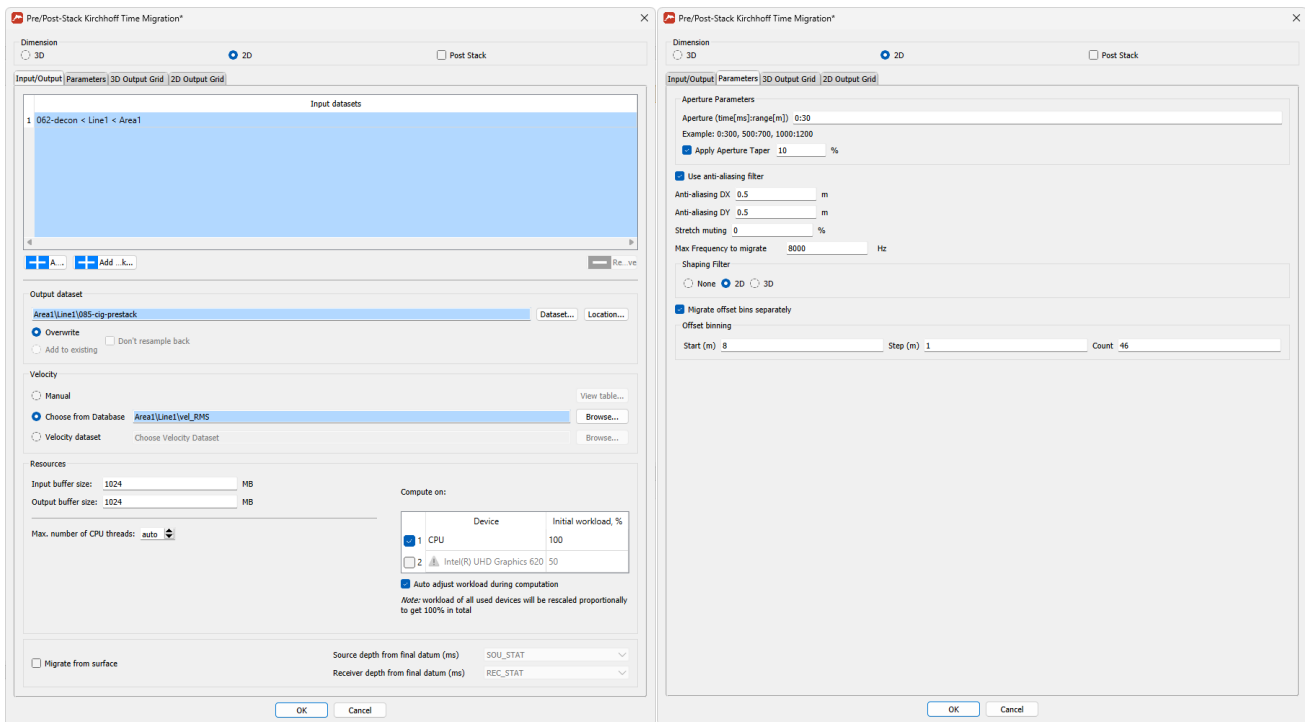 Pre/Post-Stack Kirchhoff Time Migration*
Dimension
3D 2D Post Stack
Input/Output Parameters 3D Output Grid 2D Output Grid
Input datasets
1 062-decon < Line1 < Area1
A... Add ...k... Re...ve
Output dataset
Area1\Line1\085-cig-prestack Dataset... Location...
Overwrite
Don't resample back
Add to existing
Velocity
Manual View table...
Choose from Database Area1\Line1\vel_RMS Browse...
Velocity dataset Choose Velocity Dataset Browse...
Resources
Input buffer size: 1024 MB
Output buffer size: 1024 MB
Max. number of CPU threads: auto
Compute on:
Device Initial workload, %
1 CPU 100
2 Intel(R) UHD Graphics 620 50
Auto adjust workload during computation
Note: workload of all used devices will be rescaled proportionally
to get 100% in total
Migrate from surface
Source depth from final datum (ms) SOU_STAT
Receiver depth from final datum (ms) REC_STAT
OK Cancel
Pre/Post-Stack Kirchhoff Time Migration*
Dimension
3D 2D Post Stack
Input/Output Parameters 3D Output Grid 2D Output Grid
Aperture Parameters
Aperture (time[ms]:range[m]) 0:30
Example: 0:300, 500:700, 1000:1200
Apply Aperture Taper 10 %
Use anti-aliasing filter
Anti-aliasing DX 0.5 m
Anti-aliasing DY 0.5 m
Stretch muting 0 %
Max Frequency to migrate 8000 Hz
Shaping Filter
None 2D 3D
Migrate offset bins separately
Offset binning
Start (m) 8 Step (m) 1 Count 46
OK Cancel